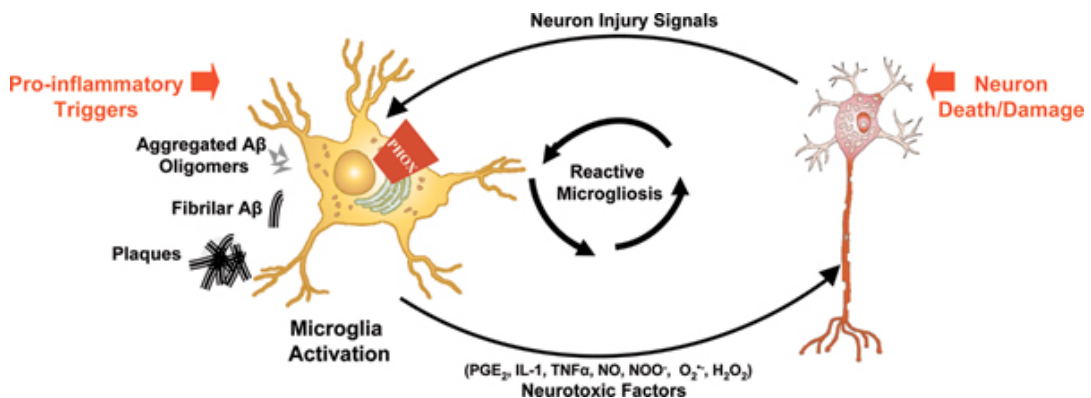 Neuron Injury Signals
Pro-inflammatory
Triggers
Neuron
Death/Damage
Aggregated Aβ
Oligomers
PHOX
Reactive
Microgliosis
Fibrilar Aβ
Plaques
Microglia
Activation
(PGE₂, IL-1, TNFα, NO, NOO⁻, O₂•⁻, H₂O₂)
Neurotoxic Factors